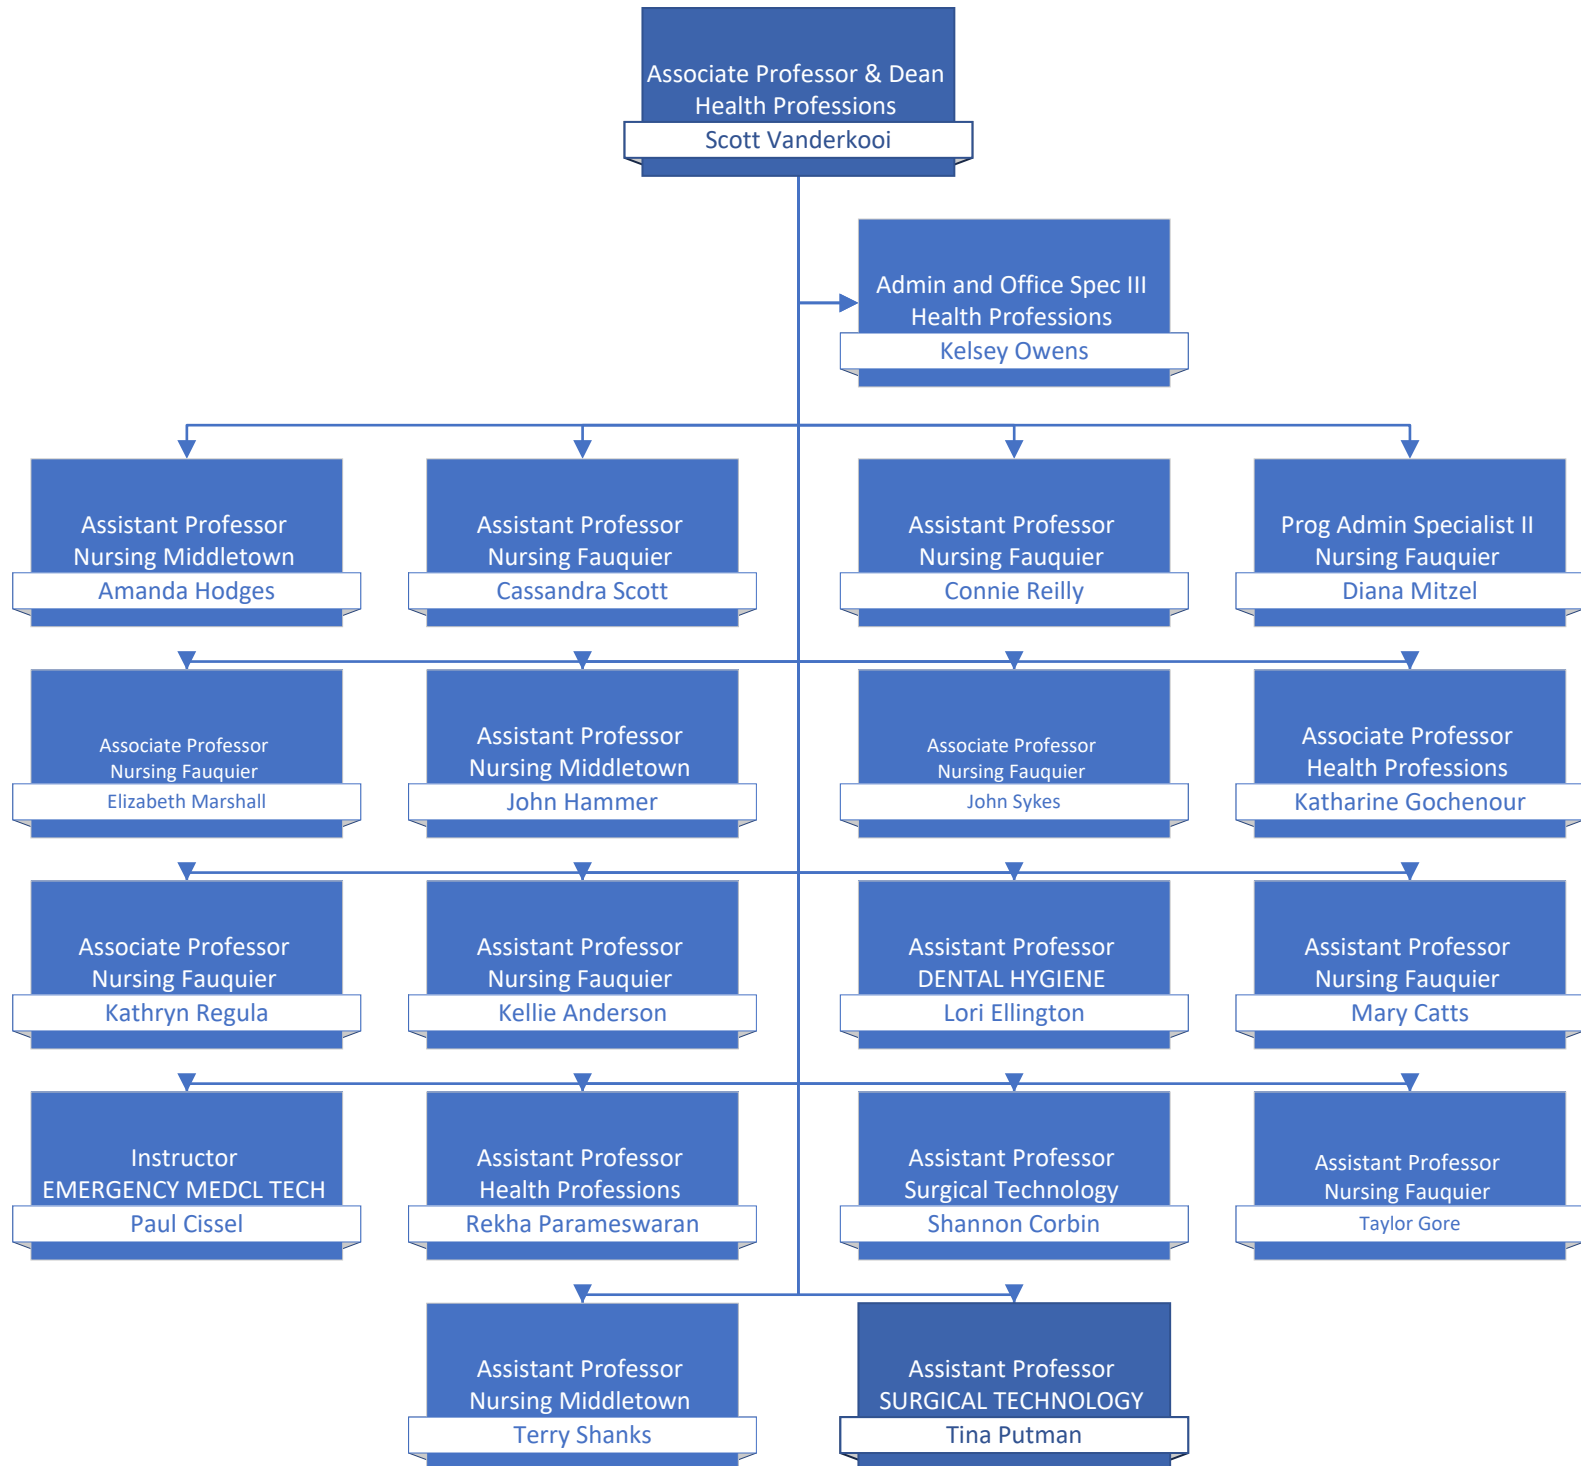 Associate Professor & Dean
Health Professions
Scott Vanderkooi
Admin and Office Spec III
Health Professions
Kelsey Owens
Assistant Professor
Nursing Middletown
Amanda Hodges
Assistant Professor
Nursing Fauquier
Cassandra Scott
Assistant Professor
Nursing Fauquier
Connie Reilly
Prog Admin Specialist II
Nursing Fauquier
Diana Mitzel
Associate Professor
Nursing Fauquier
Elizabeth Marshall
Assistant Professor
Nursing Middletown
John Hammer
Associate Professor
Nursing Fauquier
John Sykes
Associate Professor
Health Professions
Katharine Gochenour
Associate Professor
Nursing Fauquier
Kathryn Regula
Assistant Professor
Nursing Fauquier
Kellie Anderson
Assistant Professor
DENTAL HYGIENE
Lori Ellington
Assistant Professor
Nursing Fauquier
Mary Catts
Instructor
EMERGENCY MEDCL TECH
Paul Cissel
Assistant Professor
Health Professions
Rekha Parameswaran
Assistant Professor
Surgical Technology
Shannon Corbin
Assistant Professor
Nursing Fauquier
Taylor Gore
Assistant Professor
Nursing Middletown
Terry Shanks
Assistant Professor
SURGICAL TECHNOLOGY
Tina Putman